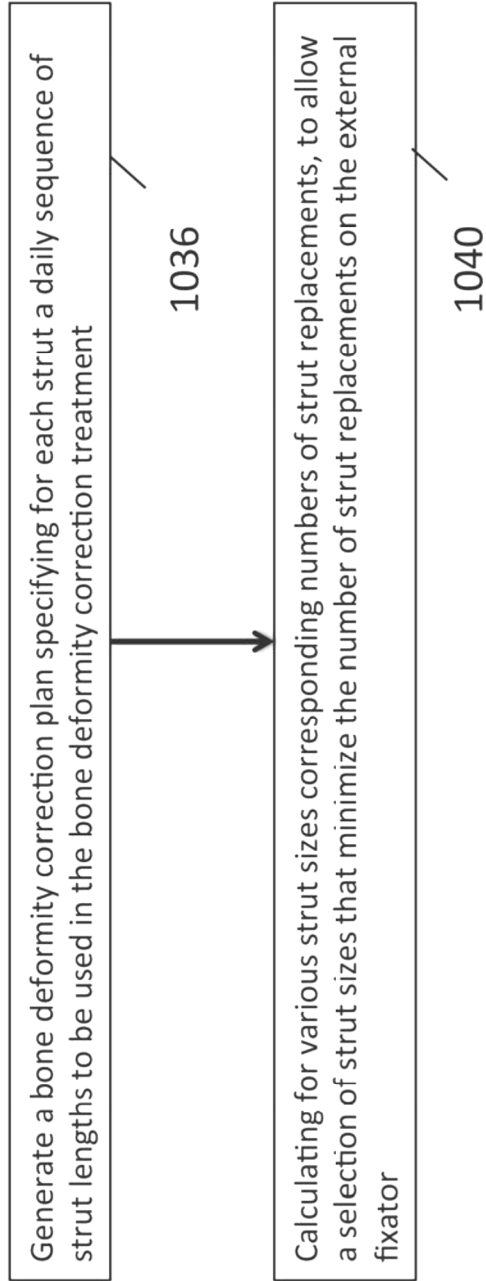 Generate a bone deformity correction plan specifying for each strut a daily sequence of
strut lengths to be used in the bone deformity correction treatment
1036
Calculating for various strut sizes corresponding numbers of strut replacements, to allow
a selection of strut sizes that minimize the number of strut replacements on the external
fixator
1040